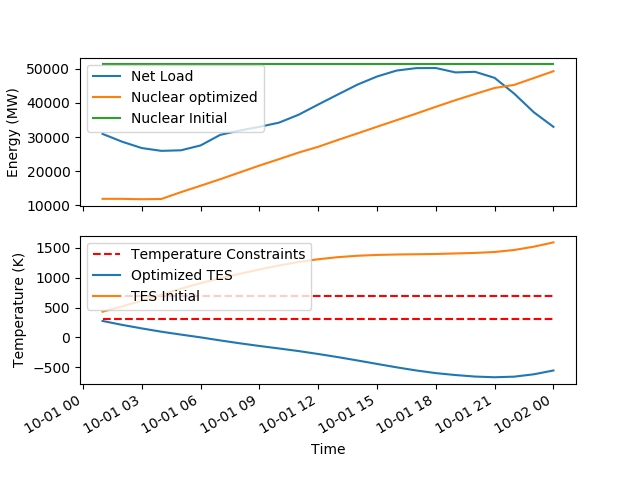 50000
40000
30000
20000
10000
Energy (MW)
Net Load
Nuclear optimized
Nuclear Initial
1500
1000
500
0
−500
Temperature (K)
Temperature Constraints
Optimized TES
TES Initial
10-01 00
10-01 03
10-01 06
10-01 09
10-01 12
10-01 15
10-01 18
10-01 21
10-02 00
Time